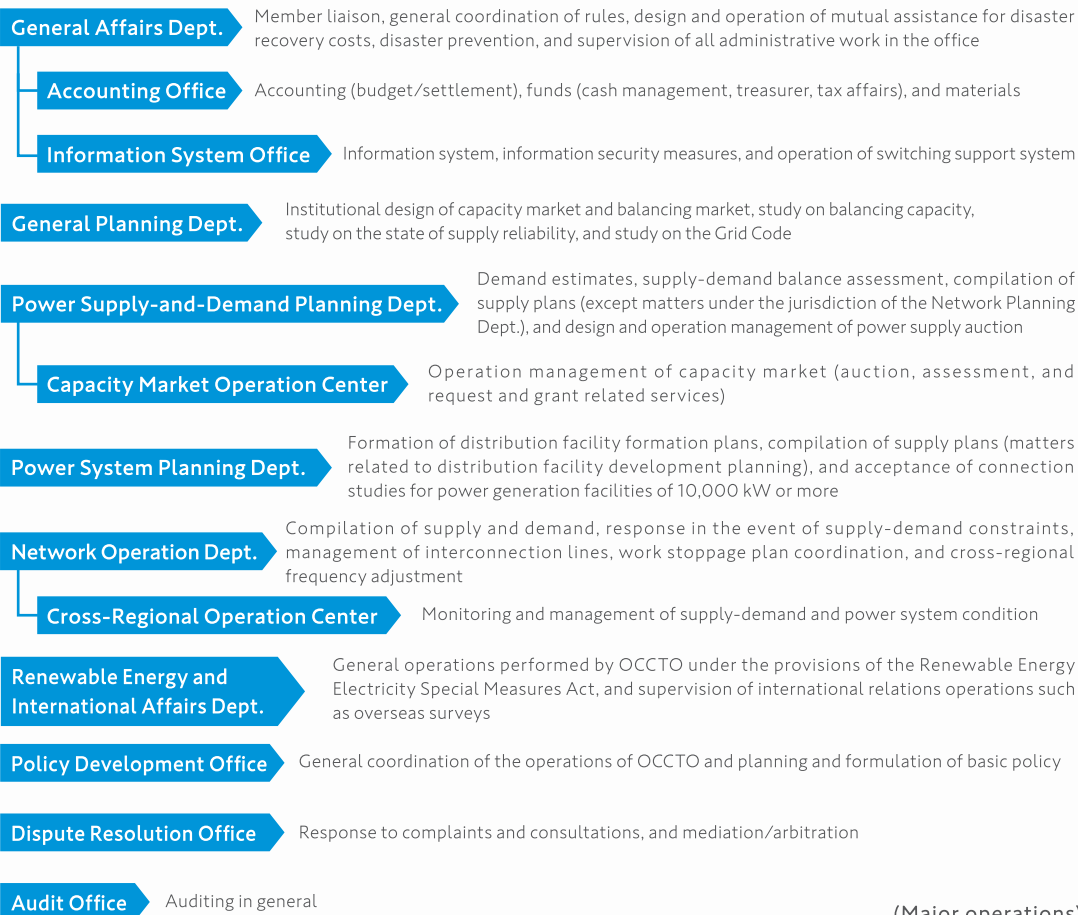 General Affairs Dept.
Member liaison, general coordination of rules, design and operation of mutual assistance for disaster
recovery costs, disaster prevention, and supervision of all administrative work in the office
Accounting Office
Accounting (budget/settlement), funds (cash management, treasurer, tax affairs), and materials
Information System Office
Information system, information security measures, and operation of switching support system
General Planning Dept.
Institutional design of capacity market and balancing market, study on balancing capacity,
study on the state of supply reliability, and study on the Grid Code
Power Supply-and-Demand Planning Dept.
Demand estimates, supply-demand balance assessment, compilation of
supply plans (except matters under the jurisdiction of the Network Planning
Dept.), and design and operation management of power supply auction
Capacity Market Operation Center
Operation management of capacity market (auction, assessment, and
request and grant related services)
Power System Planning Dept.
Formation of distribution facility formation plans, compilation of supply plans (matters
related to distribution facility development planning), and acceptance of connection
studies for power generation facilities of 10,000 kW or more
Network Operation Dept.
Compilation of supply and demand, response in the event of supply-demand constraints,
management of interconnection lines, work stoppage plan coordination, and cross-regional
frequency adjustment
Cross-Regional Operation Center
Monitoring and management of supply-demand and power system condition
Renewable Energy and
International Affairs Dept.
General operations performed by OCCTO under the provisions of the Renewable Energy
Electricity Special Measures Act, and supervision of international relations operations such
as overseas surveys
Policy Development Office
General coordination of the operations of OCCTO and planning and formulation of basic policy
Dispute Resolution Office
Response to complaints and consultations, and mediation/arbitration
Audit Office
Auditing in general
(Major operations)